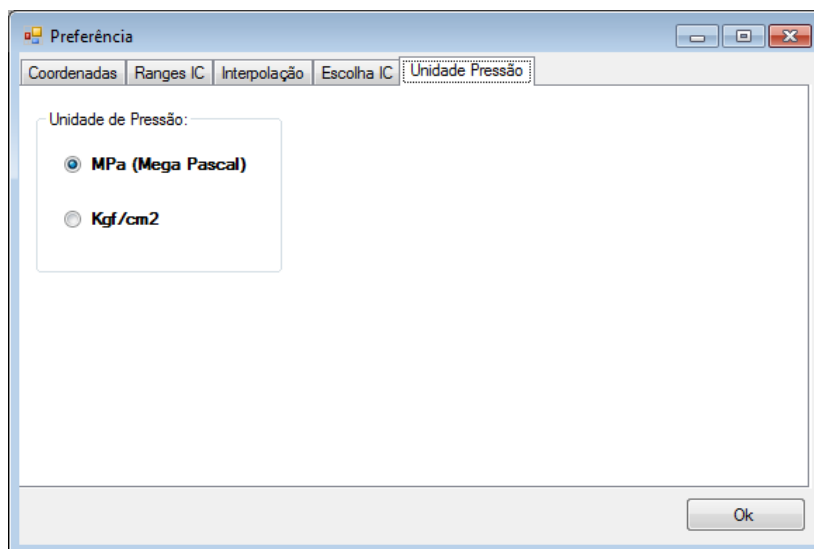 Preferência
Coordenadas Ranges IC Interpolação Escolha IC Unidade Pressão
Unidade de Pressão:
MPa (Mega Pascal)
Kgf/cm2
Ok